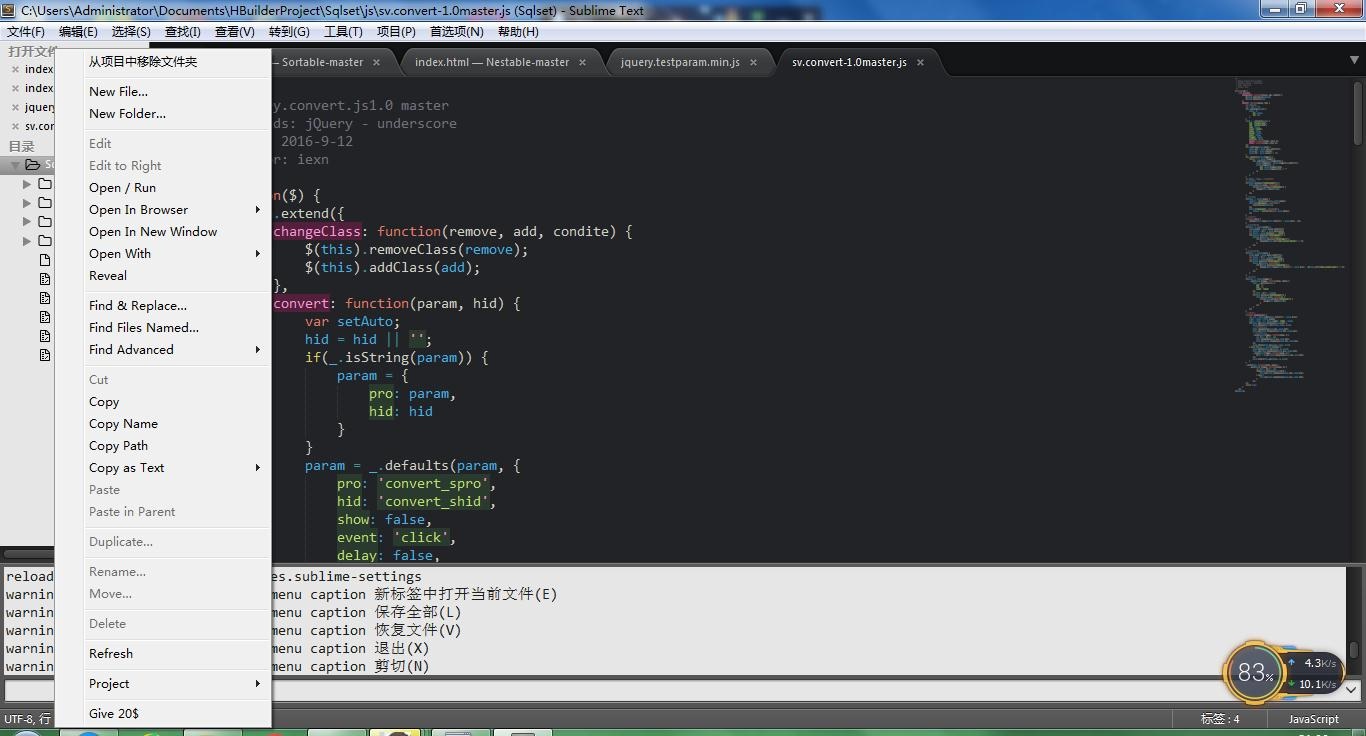 C:\Users\Administrator\Documents\HBuilderProject\Sqlset\js\sv.convert-1.0master.js (Sqlset) - Sublime Text
文件(F) 编辑(E) 选择(S) 查找(I) 查看(V) 转到(G) 工具(T) 项目(P) 首选项(N) 帮助(H)
打开文件
index
index
jquery
sv.con
目录
从项目中移除文件夹
New File...
New Folder...
Edit
Edit to Right
Open / Run
Open In Browser
Open In New Window
Open With
Reveal
Find & Replace...
Find Files Named...
Find Advanced
Cut
Copy
Copy Name
Copy Path
Copy as Text
Paste
Paste in Parent
Duplicate...
Rename...
Move...
Delete
Refresh
Project
Give 20$
— Sortable-master × index.html — Nestable-master × jquery.testparam.min.js × sv.convert-1.0master.js ×
y.convert.js1.0 master
ds: jQuery - underscore
2016-9-12
r: iexn
n($) {
.extend({
changeClass: function(remove, add, condite) {
$(this).removeClass(remove);
$(this).addClass(add);
},
convert: function(param, hid) {
var setAuto;
hid = hid || '';
if(_.isString(param)) {
param = {
pro: param,
hid: hid
}
}
param = _.defaults(param, {
pro: 'convert_spro',
hid: 'convert_shid',
show: false,
event: 'click',
delay: false,
reload es.sublime-settings
warnin menu caption 新标签中打开当前文件(E)
warnin menu caption 保存全部(L)
warnin menu caption 恢复文件(V)
warnin menu caption 退出(X)
warnin menu caption 剪切(N)
83% 4.3K/s
10.1K/s
UTF-8, 行 标签: 4 JavaScript